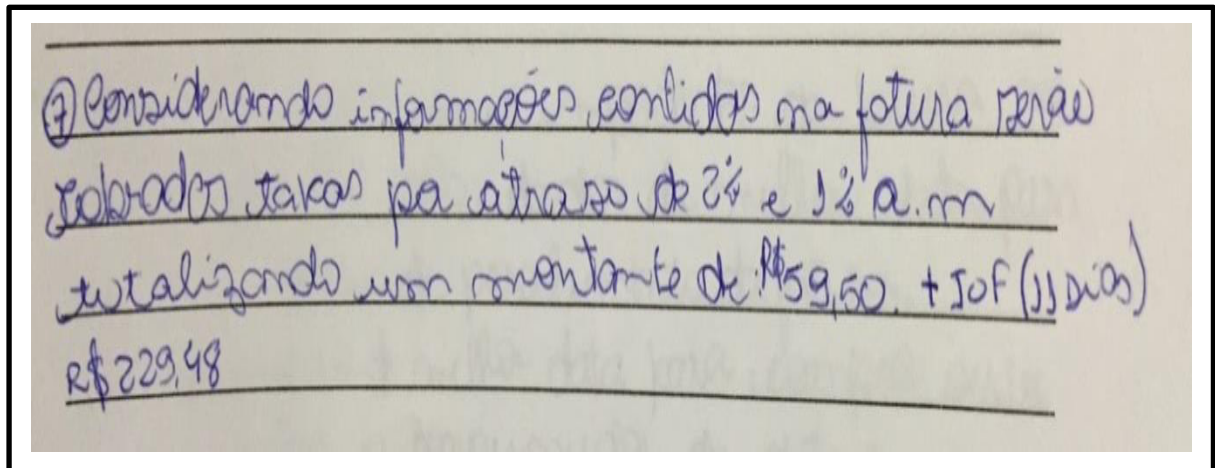 ⑦ Considerando informações contidas na fatura serão
cobrados taxas por atraso de 2% e 1% a.m
totalizando um montante de: R$59,50. + IOF (11 Dias)
R$ 229,48